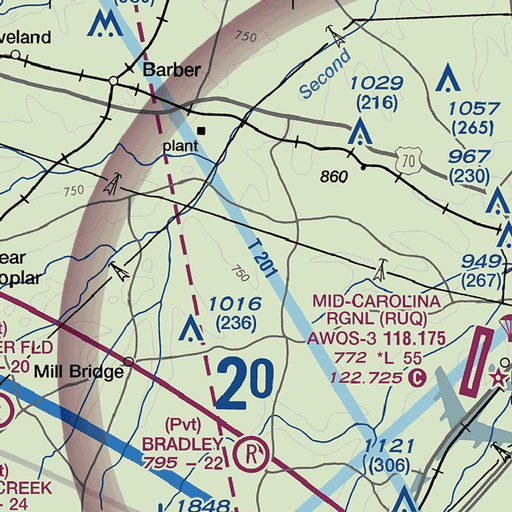 (680)
eveland
Barber
750
Second
1029
(216)
1057
(265)
plant
70
967
(230)
860
750
949
(267)
ear
oplar
T 201
750
1016
(236)
MID-CAROLINA
RGNL (RUQ)
AWOS-3 118.175
772 *L 55
122.725 C
t)
ER FLD
- 20
Mill Bridge
20
(Pvt)
BRADLEY
795 - 22
R
1121
(306)
t)
CREEK
- 24
1848